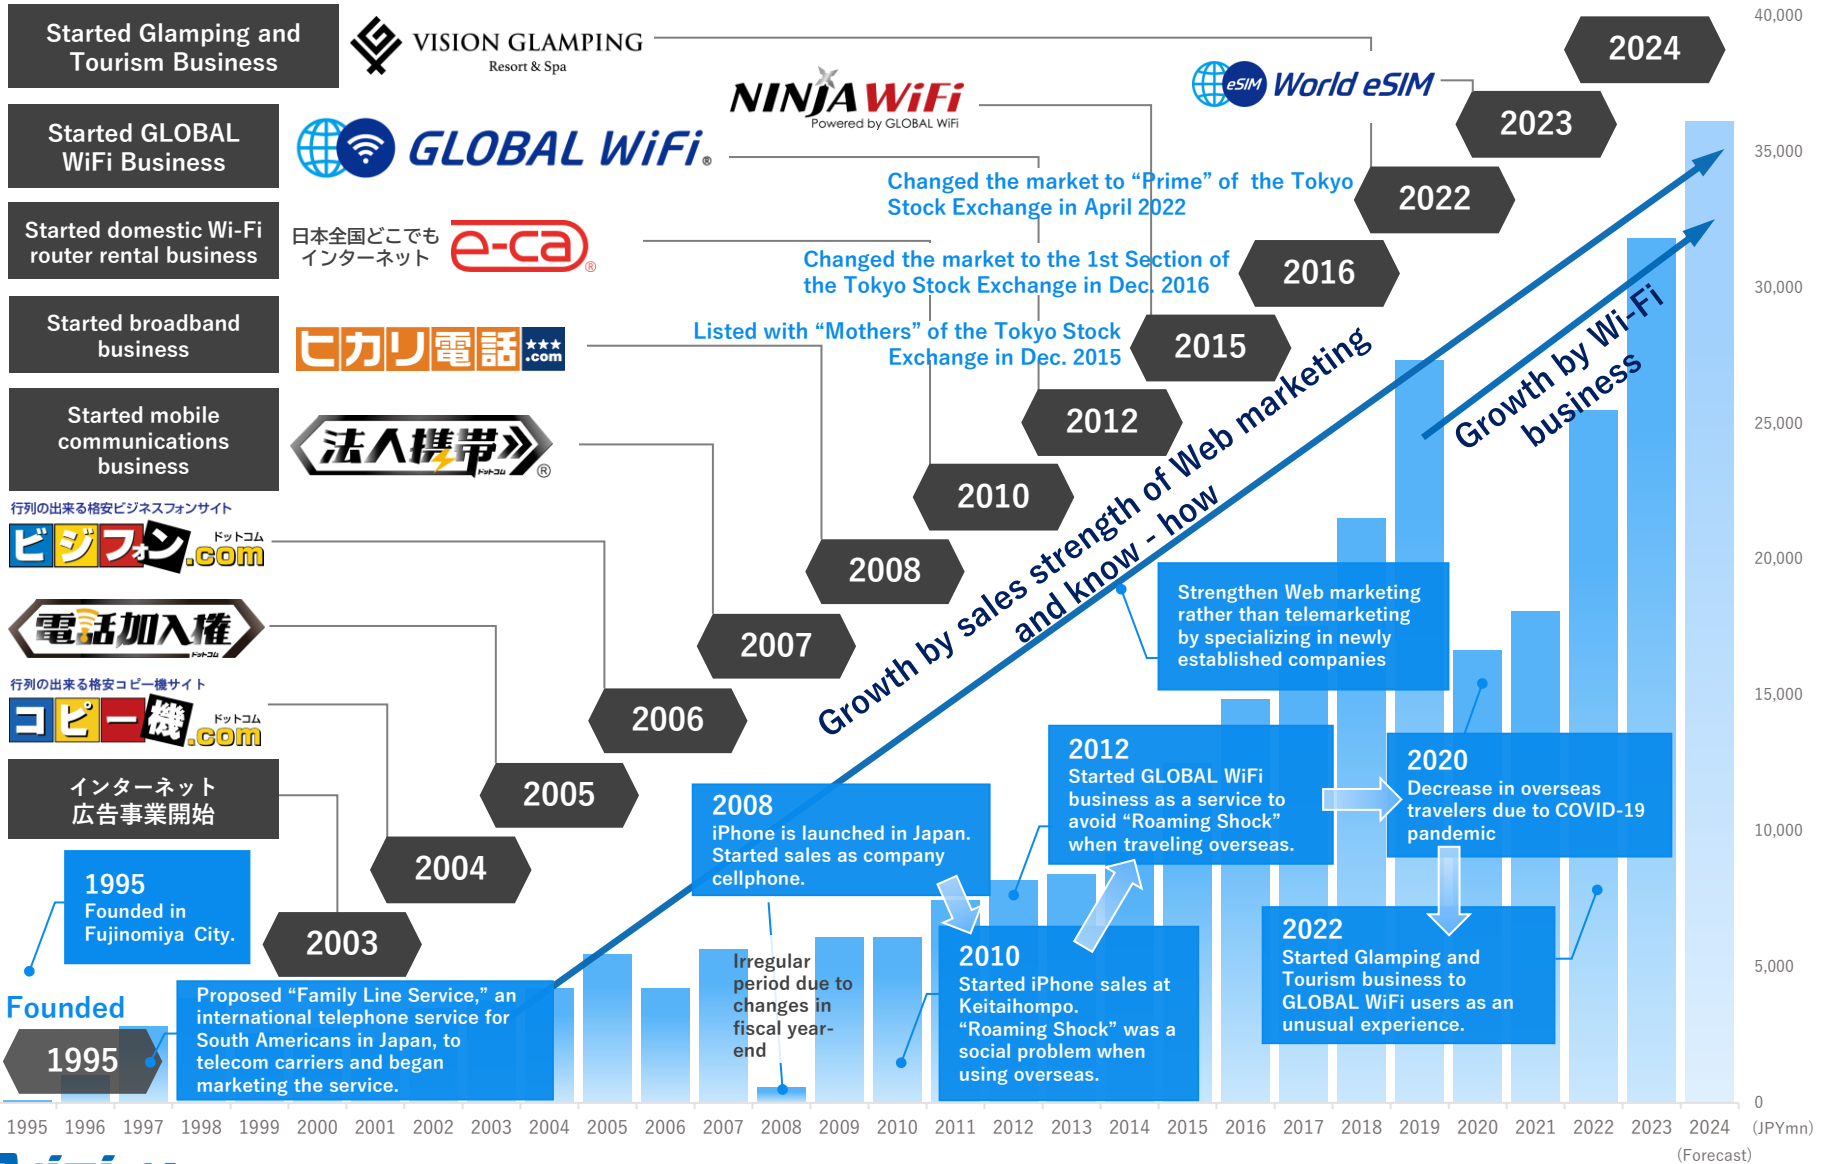 Started Glamping and
Tourism Business
VISION GLAMPING
Resort & Spa
Started GLOBAL
WiFi Business
GLOBAL WiFi®
NINJA WiFi
Powered by GLOBAL WiFi
eSIM World eSIM
Started domestic Wi-Fi
router rental business
日本全国どこでも
インターネット
e-ca®
Started broadband
business
ヒカリ電話
★★★
.com
Started mobile
communications
business
法人携帯
ドットコム
®
行列の出来る格安ビジネスフォンサイト
ビジフォン
ドットコム
.com
電話加入権
ドットコム
行列の出来る格安コピー機サイト
コピー機
ドットコム
.com
インターネット
広告事業開始
Changed the market to “Prime” of the Tokyo
Stock Exchange in April 2022
Changed the market to the 1st Section of
the Tokyo Stock Exchange in Dec. 2016
Listed with “Mothers” of the Tokyo Stock
Exchange in Dec. 2015
2024
2023
2022
2016
2015
2012
2010
2008
2007
2006
2005
2004
2003
Founded
1995
Growth by sales strength of Web marketing
and know - how
Growth by Wi-Fi
business
1995
Founded in
Fujinomiya City.
Proposed “Family Line Service,” an
international telephone service for
South Americans in Japan, to
telecom carriers and began
marketing the service.
2008
iPhone is launched in Japan.
Started sales as company
cellphone.
Irregular
period due to
changes in
fiscal year-
end
2010
Started iPhone sales at
Keitaihompo.
“Roaming Shock” was a
social problem when
using overseas.
2012
Started GLOBAL WiFi
business as a service to
avoid “Roaming Shock”
when traveling overseas.
Strengthen Web marketing
rather than telemarketing
by specializing in newly
established companies
2020
Decrease in overseas
travelers due to COVID-19
pandemic
2022
Started Glamping and
Tourism business to
GLOBAL WiFi users as an
unusual experience.
40,000
35,000
30,000
25,000
20,000
15,000
10,000
5,000
0
(JPYmn)
1995 1996 1997 1998 1999 2000 2001 2002 2003 2004 2005 2006 2007 2008 2009 2010 2011 2012 2013 2014 2015 2016 2017 2018 2019 2020 2021 2022 2023 2024
(Forecast)